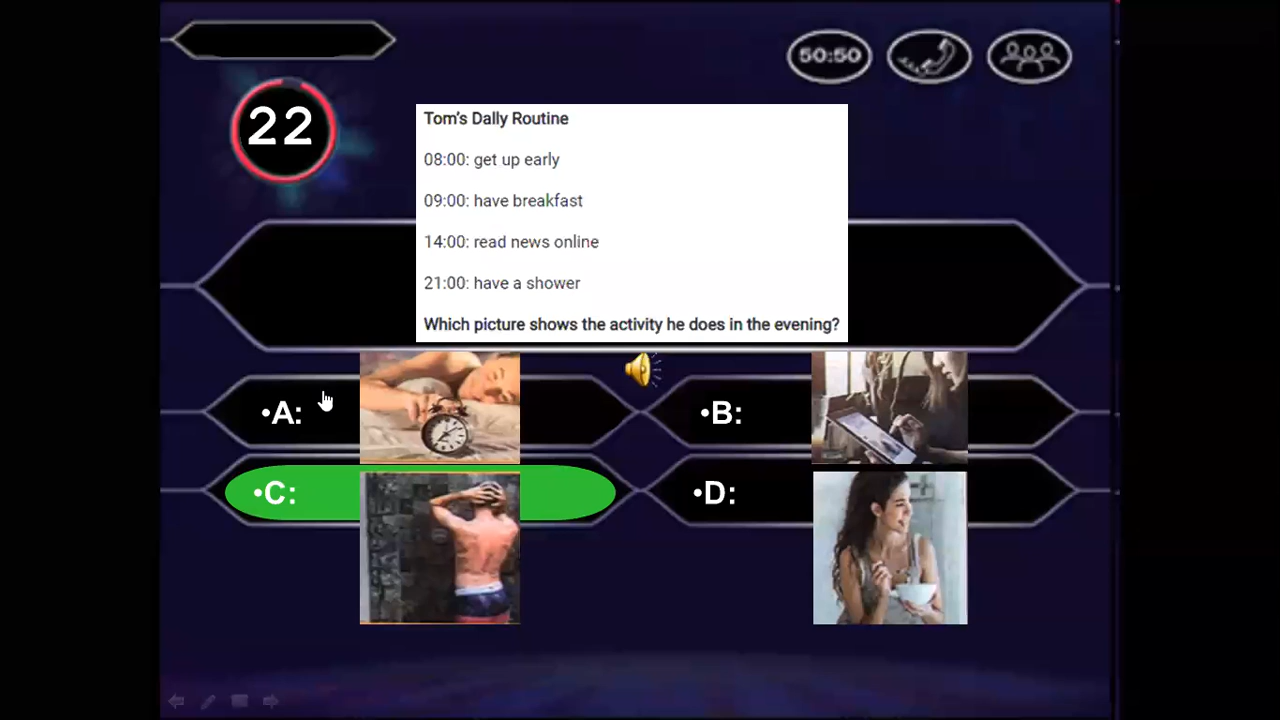 50:50
22
Tom's Dally Routine
08:00: get up early
09:00: have breakfast
14:00: read news online
21:00: have a shower
Which picture shows the activity he does in the evening?
•A:
•B:
•C:
•D: